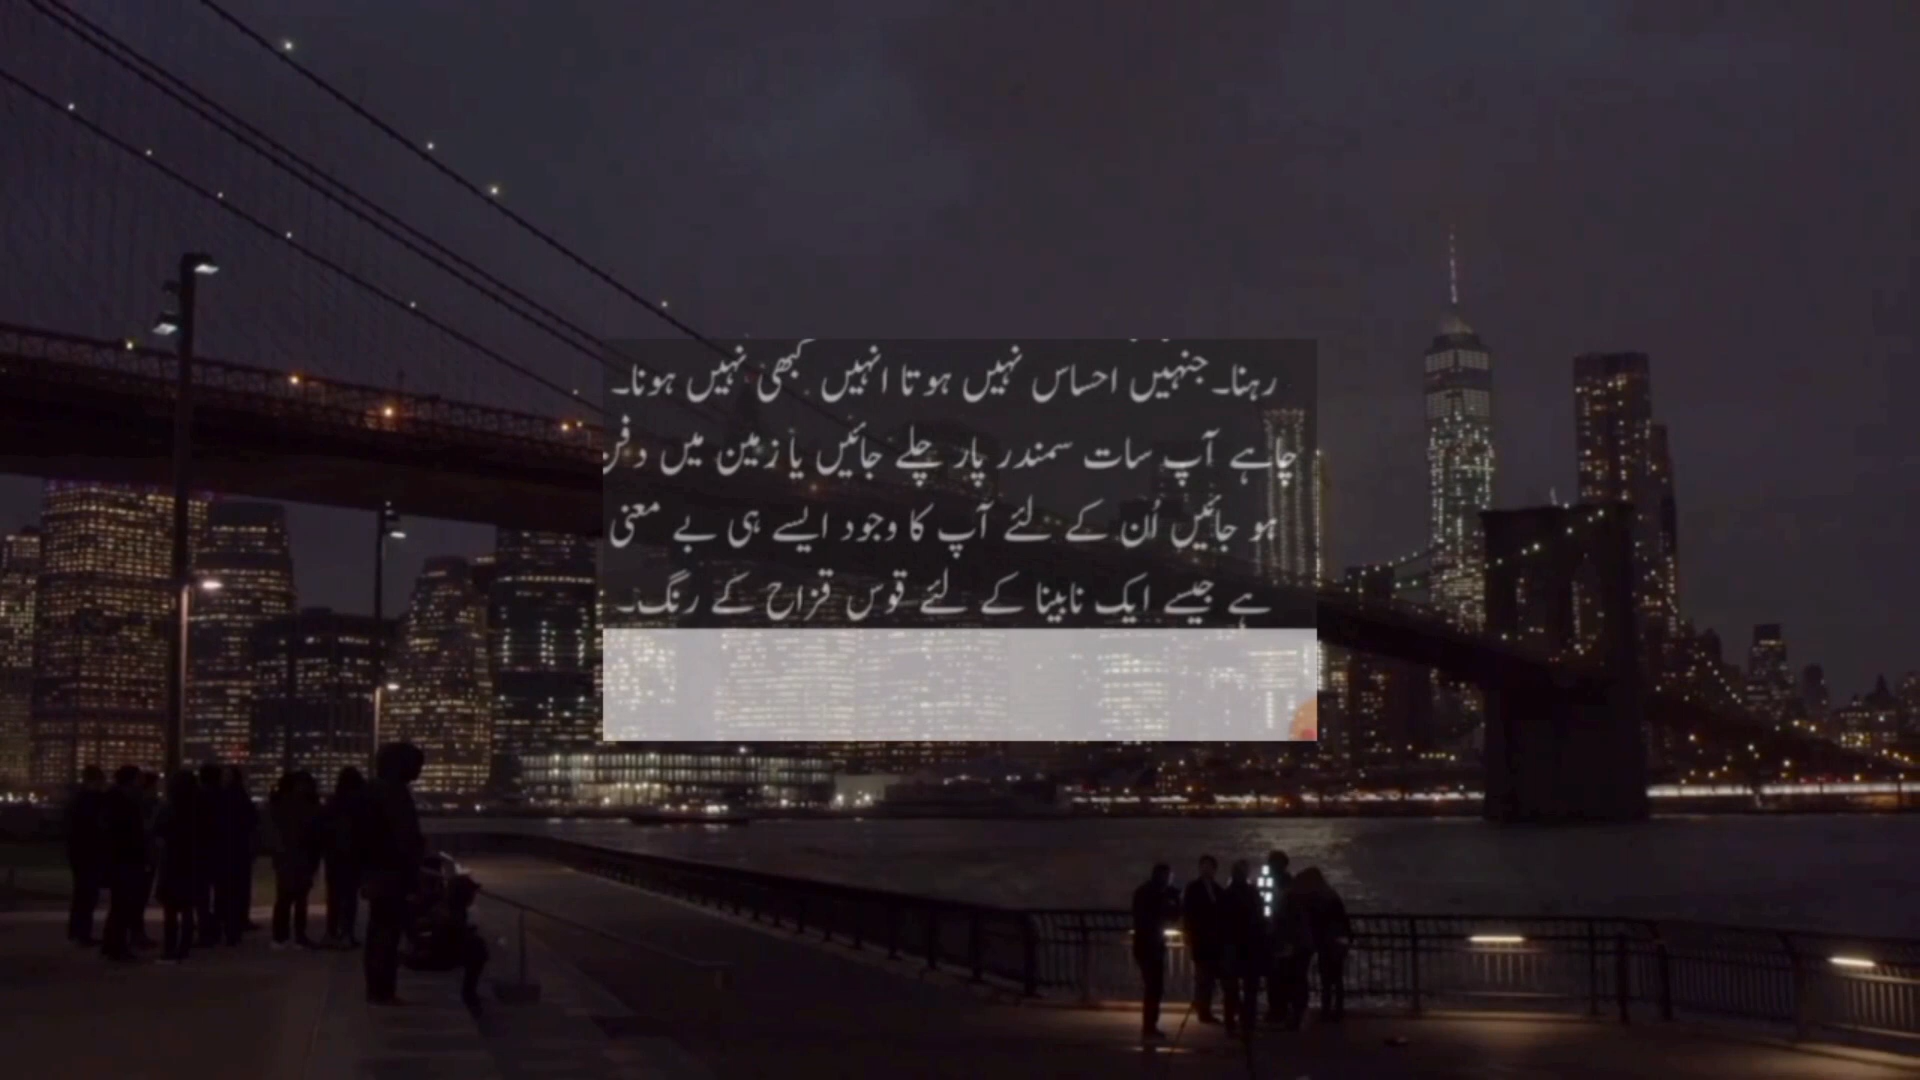 رہنا۔ جنہیں احساس نہیں ہوتا انہیں کبھی نہیں ہونا۔
چاہے آپ سات سمندر پار چلے جائیں یا زمین میں دفن
ہو جائیں اُن کے لئے آپ کا وجود ایسے ہی بے معنی
ہے جیسے ایک نابینا کے لئے قوس قزاح کے رنگ۔